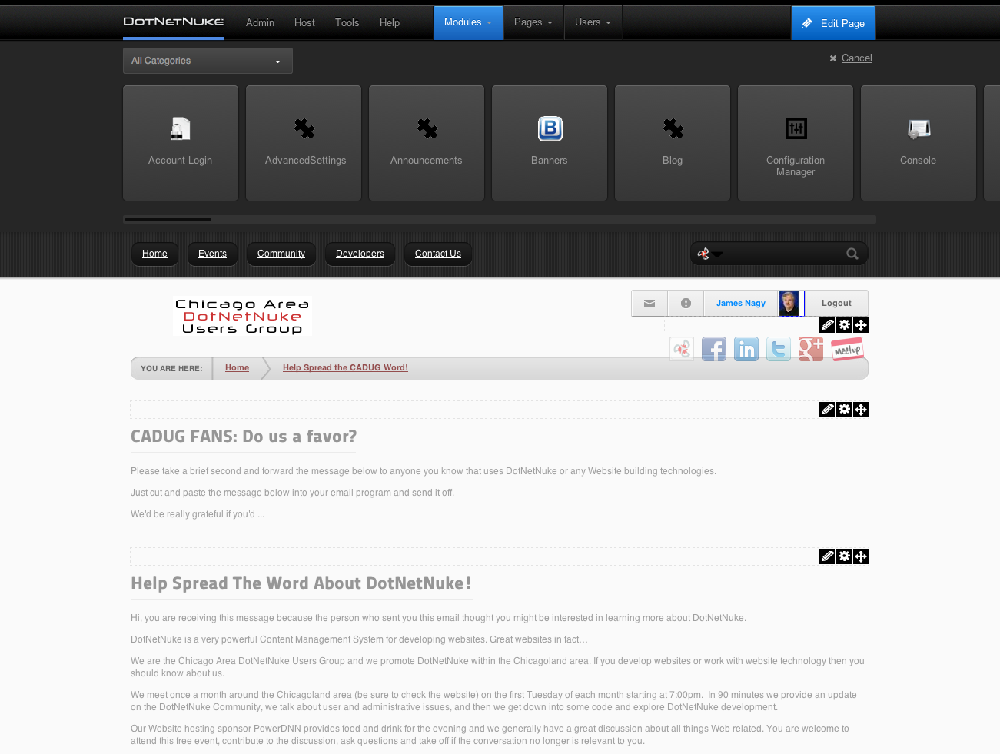 DotNetNuke Admin Host Tools Help Modules Pages Users Edit Page
All Categories Cancel
Account Login AdvancedSettings Announcements Banners Blog Configuration Manager Console
Home Events Community Developers Contact Us
Chicago Area
DotNetNuke
Users Group
James Nagy Logout
Meetup
YOU ARE HERE: Home Help Spread the CADUG Word!
CADUG FANS: Do us a favor?
Please take a brief second and forward the message below to anyone you know that uses DotNetNuke or any Website building technologies.
Just cut and paste the message below into your email program and send it off.
We'd be really grateful if you'd ...
Help Spread The Word About DotNetNuke!
Hi, you are receiving this message because the person who sent you this email thought you might be interested in learning more about DotNetNuke.
DotNetNuke is a very powerful Content Management System for developing websites. Great websites in fact…
We are the Chicago Area DotNetNuke Users Group and we promote DotNetNuke within the Chicagoland area. If you develop websites or work with website technology then you
should know about us.
We meet once a month around the Chicagoland area (be sure to check the website) on the first Tuesday of each month starting at 7:00pm.  In 90 minutes we provide an update
on the DotNetNuke Community, we talk about user and administrative issues, and then we get down into some code and explore DotNetNuke development.
Our Website hosting sponsor PowerDNN provides food and drink for the evening and we generally have a great discussion about all things Web related. You are welcome to
attend this free event, contribute to the discussion, ask questions and take off if the conversation no longer is relevant to you.